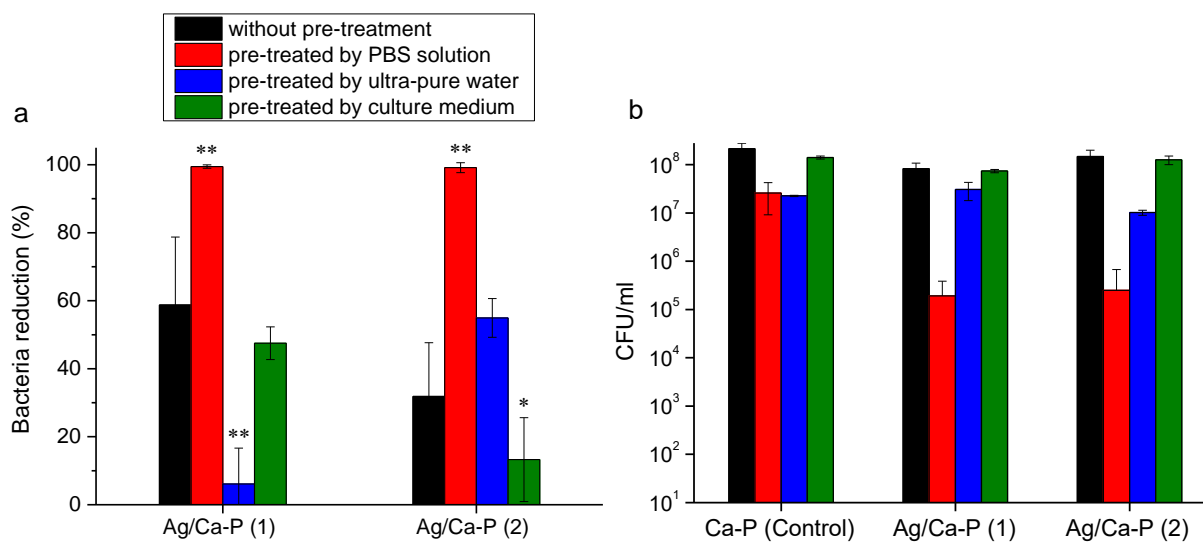 without pre-treatment
pre-treated by PBS solution
pre-treated by ultra-pure water
pre-treated by culture medium
a
Bacteria reduction (%)
100
80
60
40
20
0
**
**
**
*
Ag/Ca-P (1)
Ag/Ca-P (2)
b
CFU/ml
10⁸
10⁷
10⁶
10⁵
10⁴
10³
10²
10¹
Ca-P (Control)
Ag/Ca-P (1)
Ag/Ca-P (2)